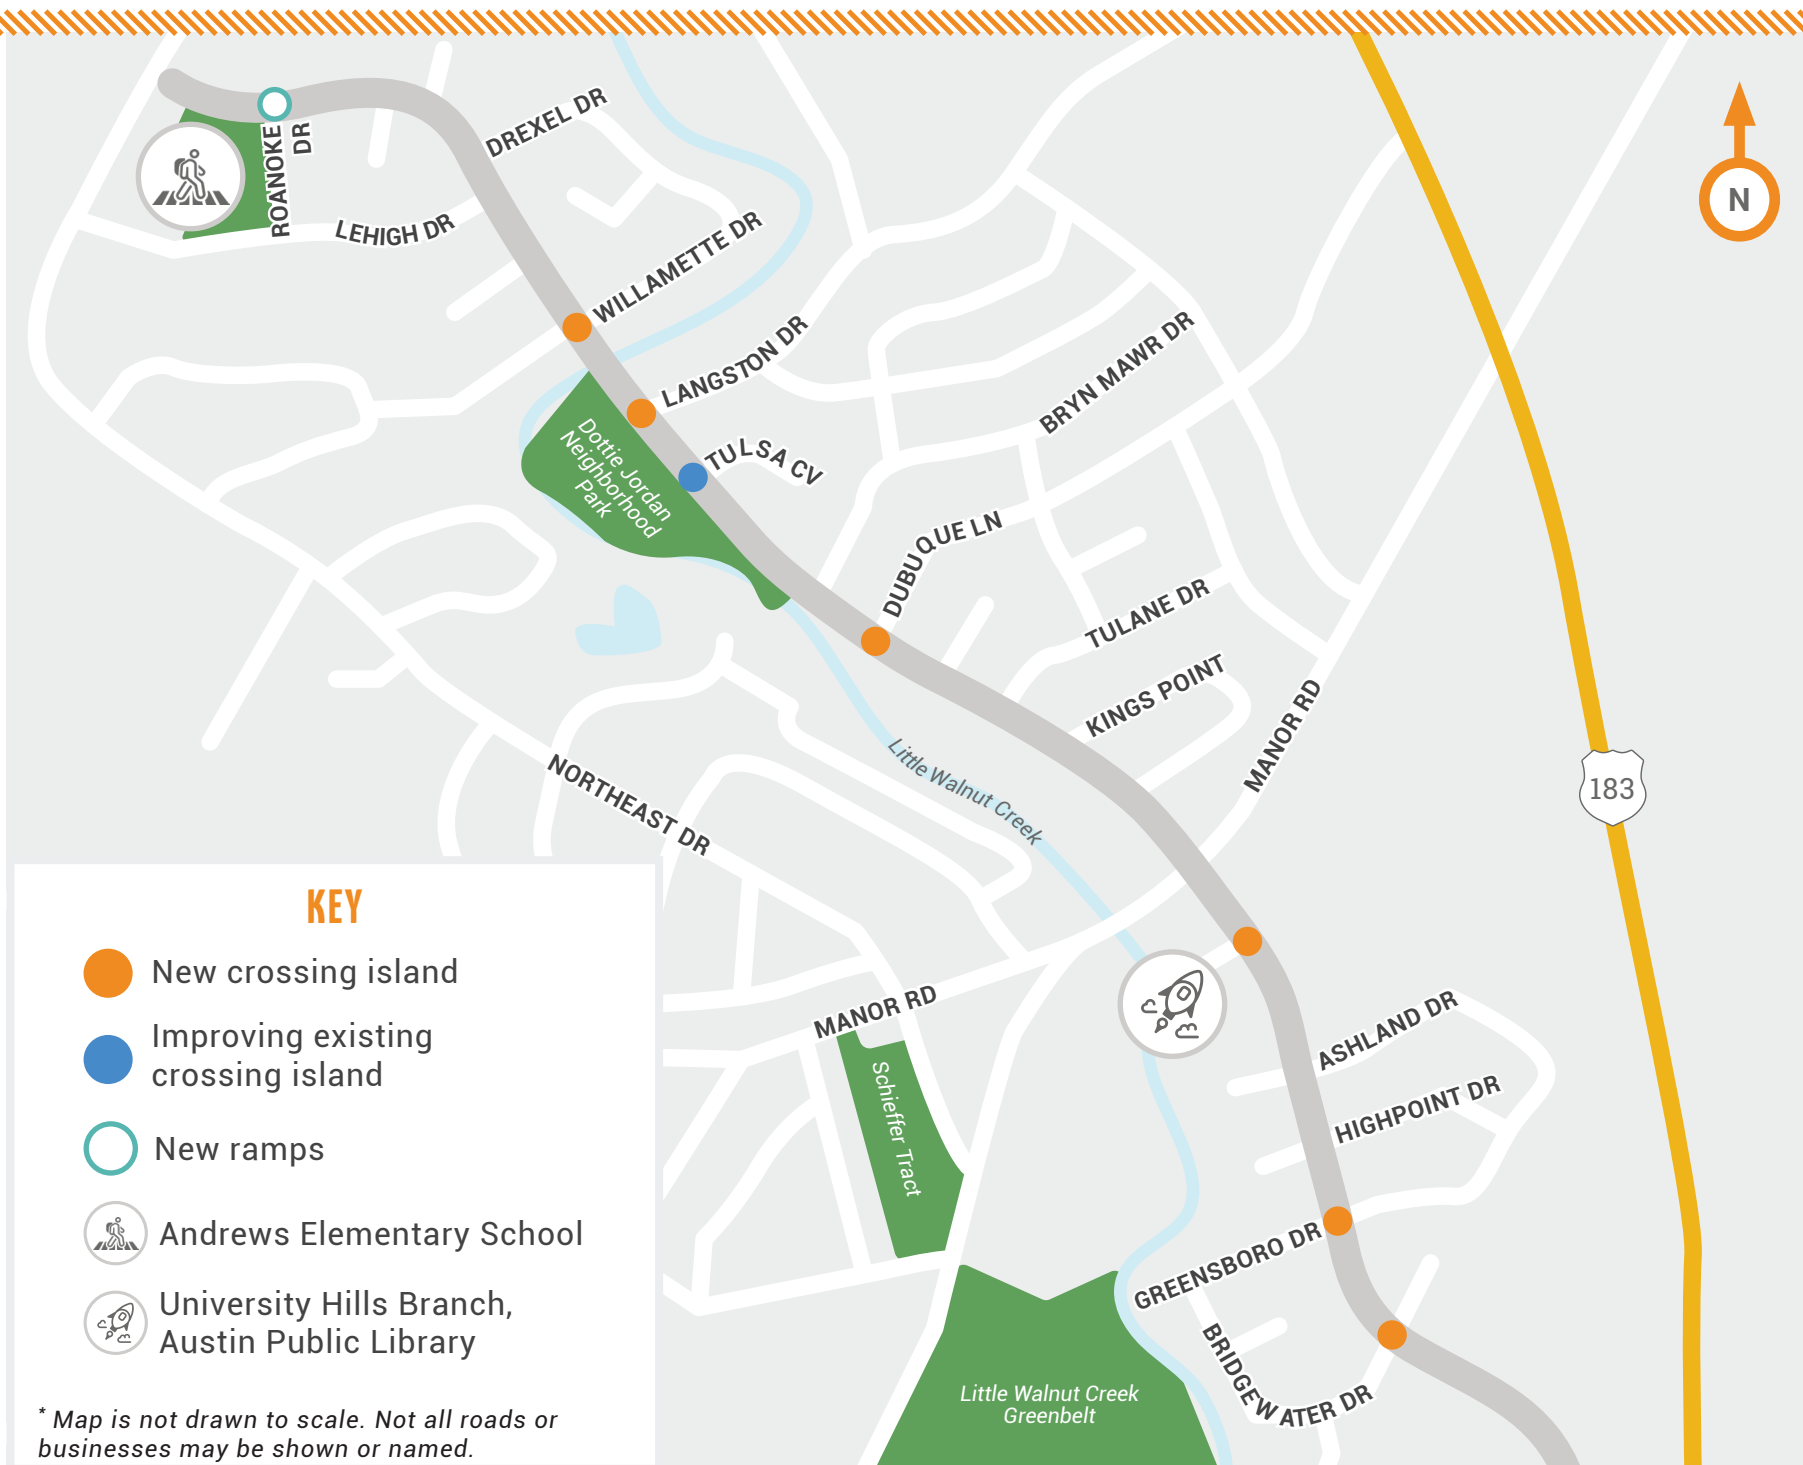 DREXEL DR
ROANOKE
DR
LEHIGH DR
N
WILLAMETTE DR
LANGSTON DR
BRYN MAWR DR
TULSA CV
Dottie Jordan
Neighborhood
Park
DUBUQUE LN
TULANE DR
KINGS POINT
MANOR RD
Little Walnut Creek
NORTHEAST DR
183
MANOR RD
ASHLAND DR
Schieffer Tract
HIGHPOINT DR
GREENSBORO DR
BRIDGEWATER DR
Little Walnut Creek
Greenbelt
KEY
New crossing island
Improving existing
crossing island
New ramps
Andrews Elementary School
University Hills Branch,
Austin Public Library
* Map is not drawn to scale. Not all roads or
businesses may be shown or named.